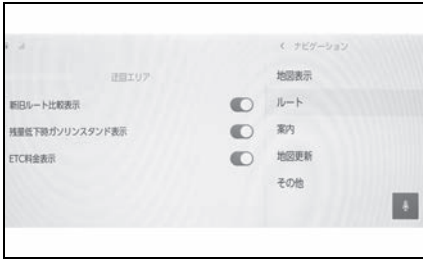 迂回エリア
新旧ルート比較表示
残量低下時ガソリンスタンド表示
ETC料金表示
ナビゲーション
地図表示
ルート
案内
地図更新
その他